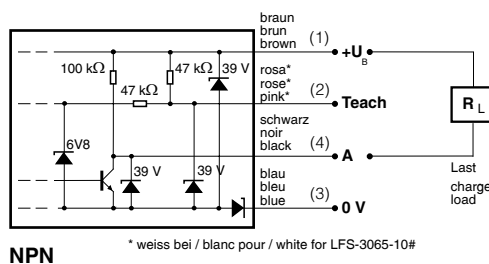 braun
brun
brown
(1)
+UB
100 kΩ
47 kΩ
39 V
rosa*
rose*
pink*
(2)
Teach
47 kΩ
RL
schwarz
noir
black
(4)
A
6V8
39 V
39 V
Last
charge
load
blau
bleu
blue
(3)
0 V
* weiss bei / blanc pour / white for LFS-3065-10#
NPN